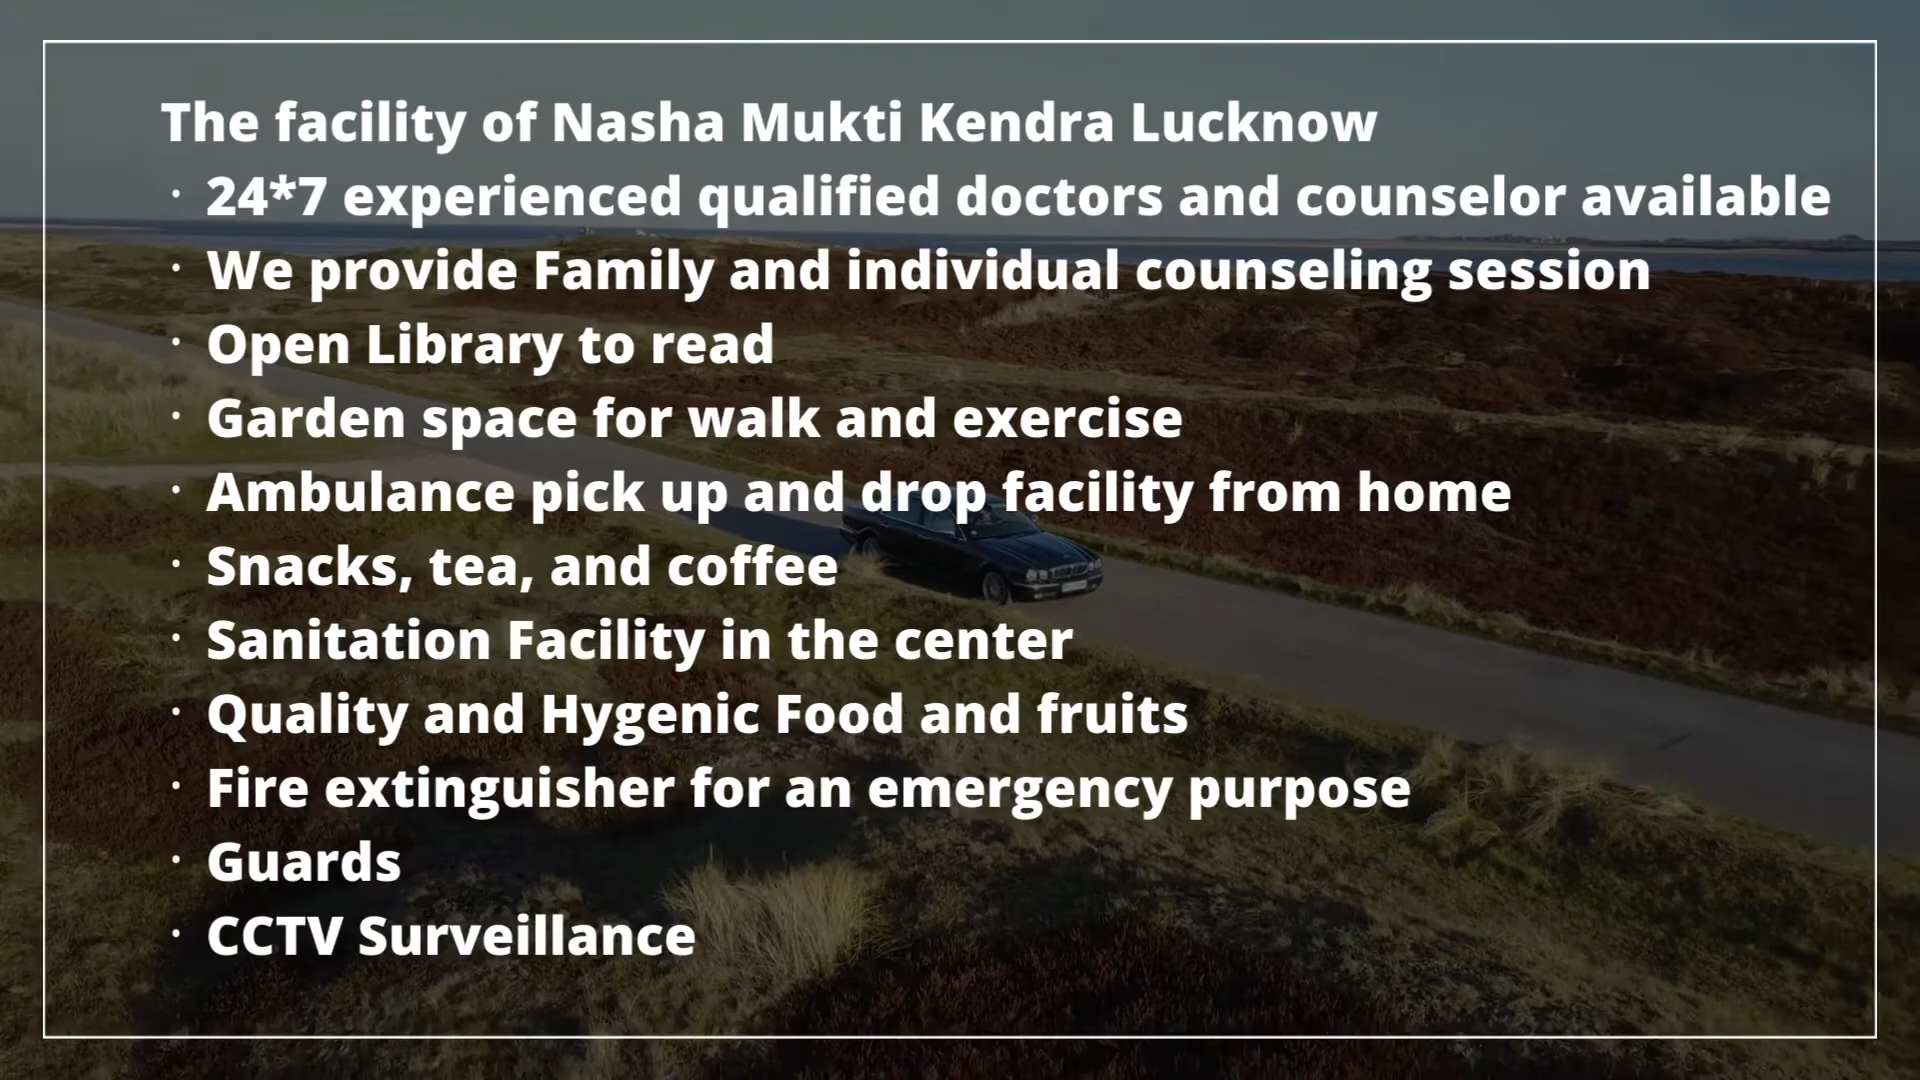 The facility of Nasha Mukti Kendra Lucknow
· 24*7 experienced qualified doctors and counselor available
· We provide Family and individual counseling session
· Open Library to read
· Garden space for walk and exercise
· Ambulance pick up and drop facility from home
· Snacks, tea, and coffee
· Sanitation Facility in the center
· Quality and Hygenic Food and fruits
· Fire extinguisher for an emergency purpose
· Guards
· CCTV Surveillance